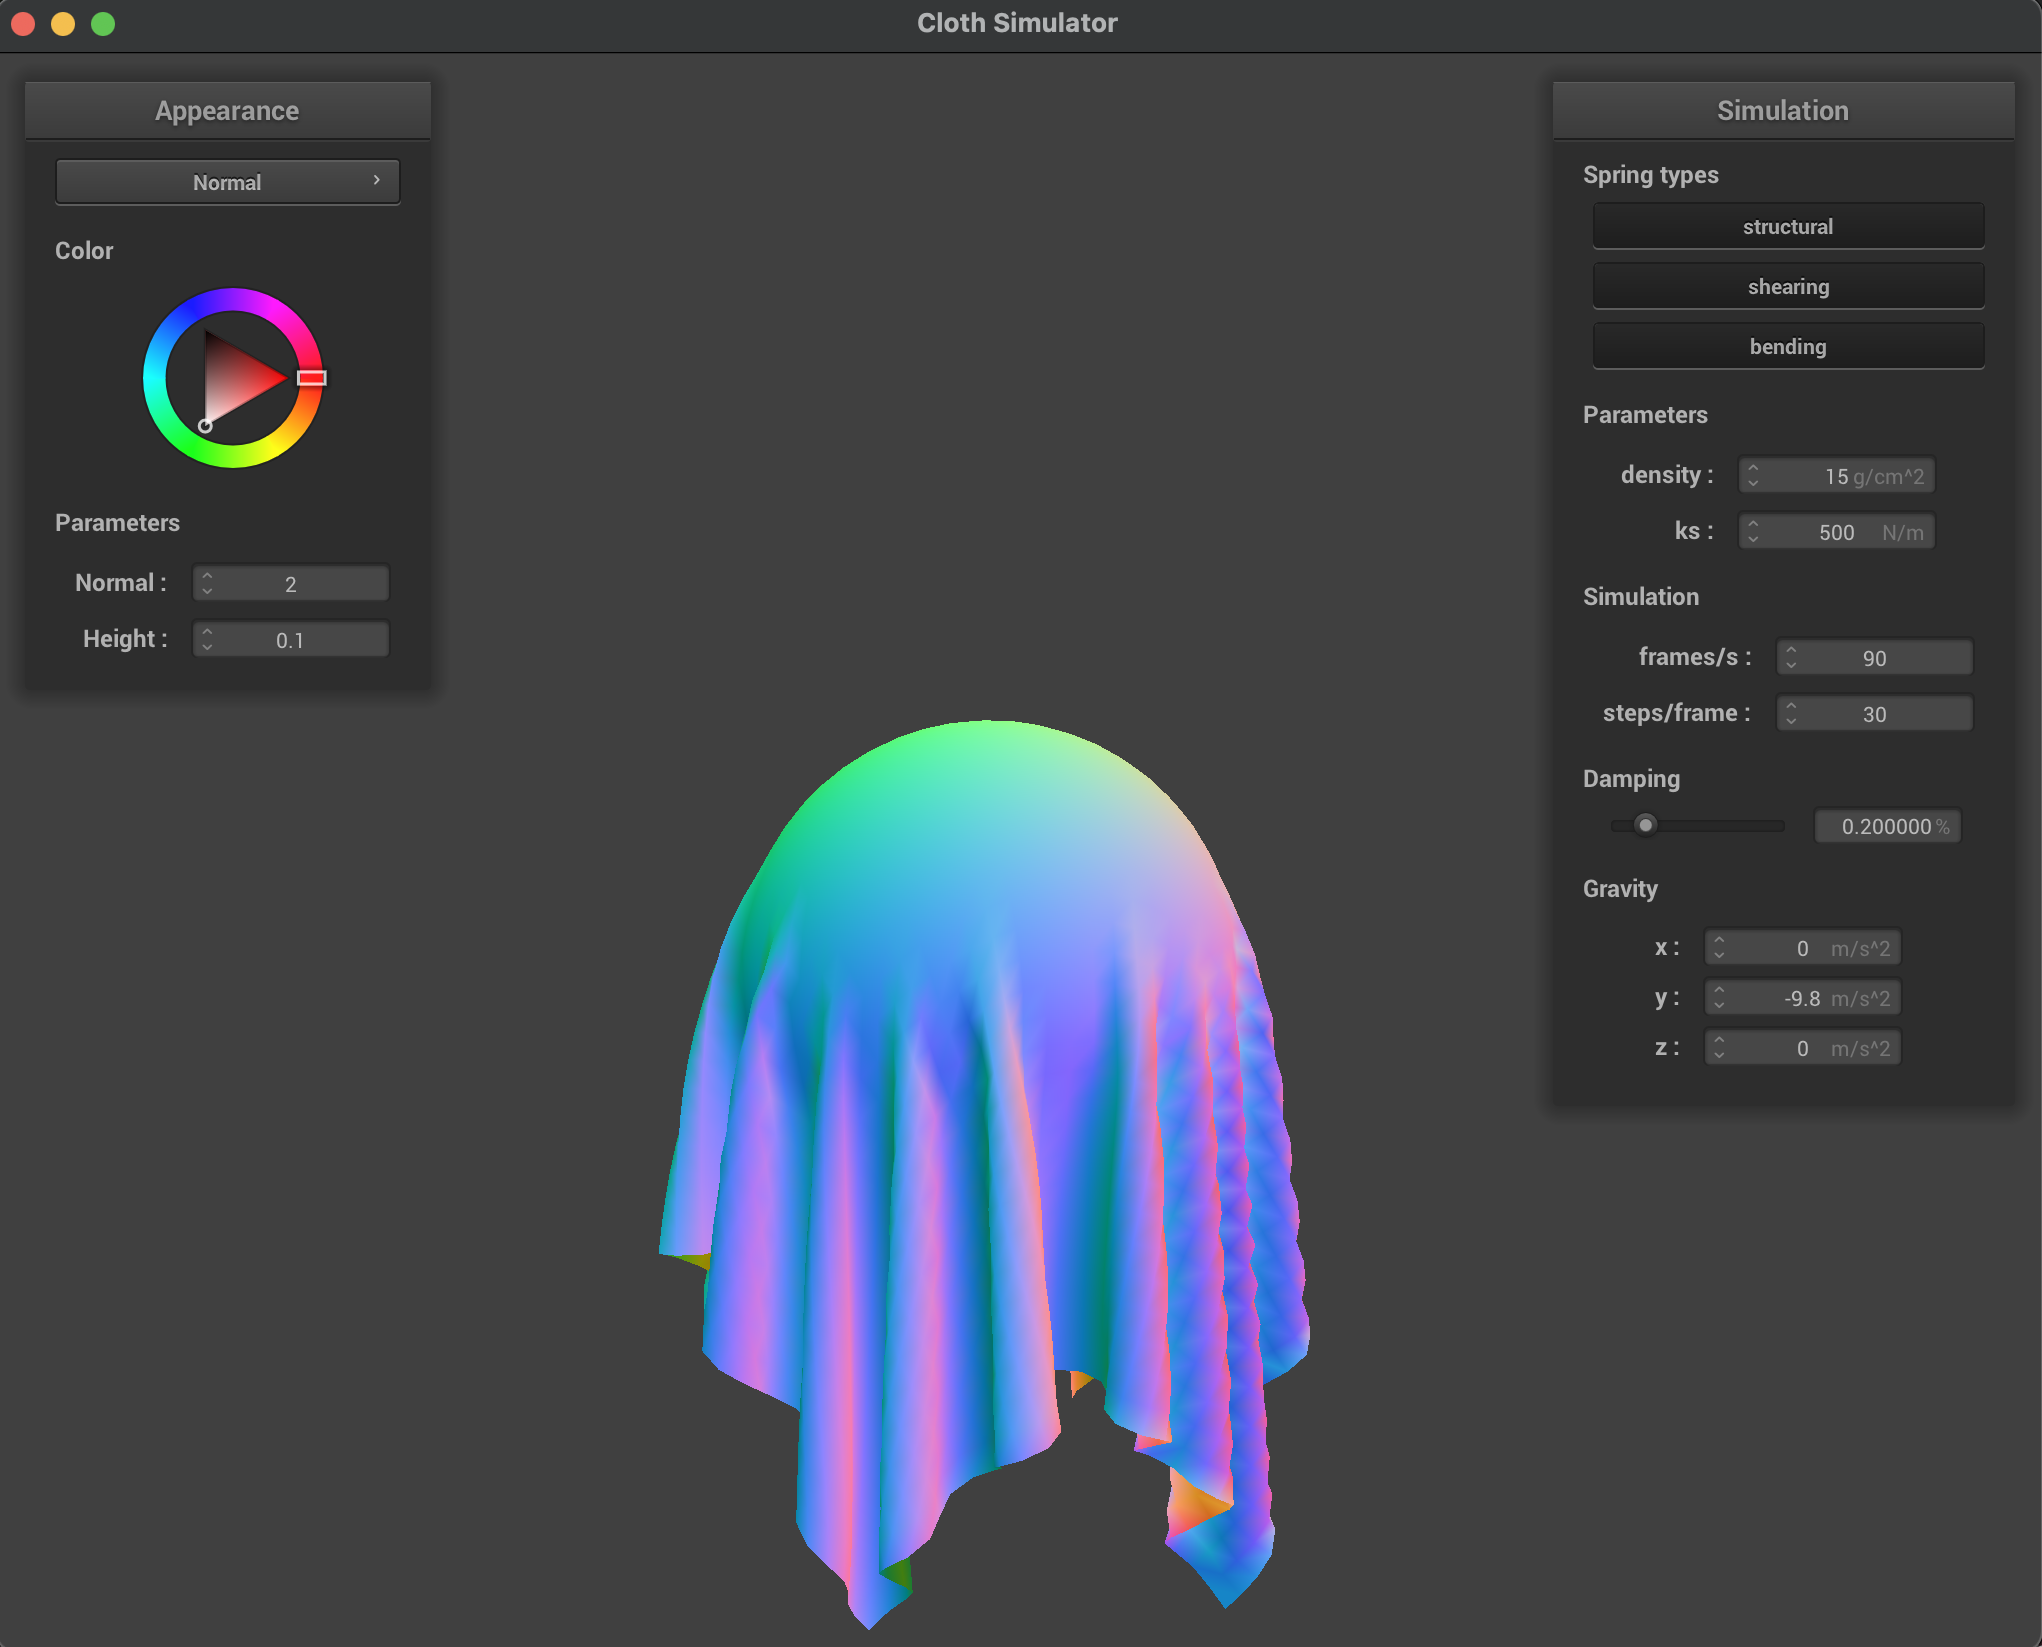 Cloth Simulator
Appearance
Normal
Color
Parameters
Normal : 2
Height : 0.1
Simulation
Spring types
structural
shearing
bending
Parameters
density : 15 g/cm^2
ks : 500 N/m
Simulation
frames/s : 90
steps/frame : 30
Damping
0.200000 %
Gravity
x : 0 m/s^2
y : -9.8 m/s^2
z : 0 m/s^2